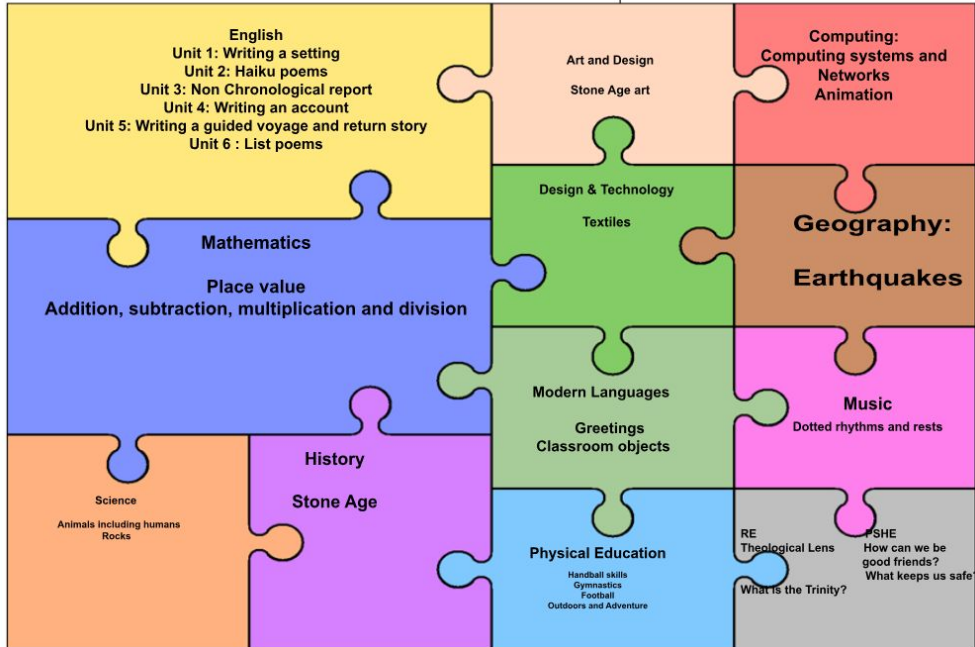 English
Unit 1: Writing a setting
Unit 2: Haiku poems
Unit 3: Non Chronological report
Unit 4: Writing an account
Unit 5: Writing a guided voyage and return story
Unit 6 : List poems
Art and Design
Stone Age art
Computing:
Computing systems and
Networks
Animation
Mathematics
Place value
Addition, subtraction, multiplication and division
Design & Technology
Textiles
Geography:
Earthquakes
Modern Languages
Greetings
Classroom objects
Music
Dotted rhythms and rests
Science
Animals including humans
Rocks
History
Stone Age
Physical Education
Handball skills
Gymnastics
Football
Outdoors and Adventure
RE
Theological Lens
What is the Trinity?
PSHE
How can we be
good friends?
What keeps us safe?